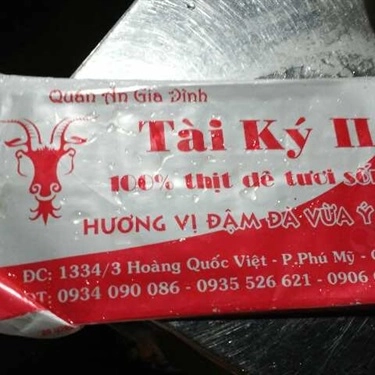 Quán Ăn Gia Đình
Tài Ký II
100% thịt dê tươi
HƯƠNG VỊ ĐẬM ĐÀ VỪA Ý
ĐC: 1334/3 Hoàng Quốc Việt - P.Phú Mỹ -
ĐT: 0934 090 086 - 0935 526 621 - 0906